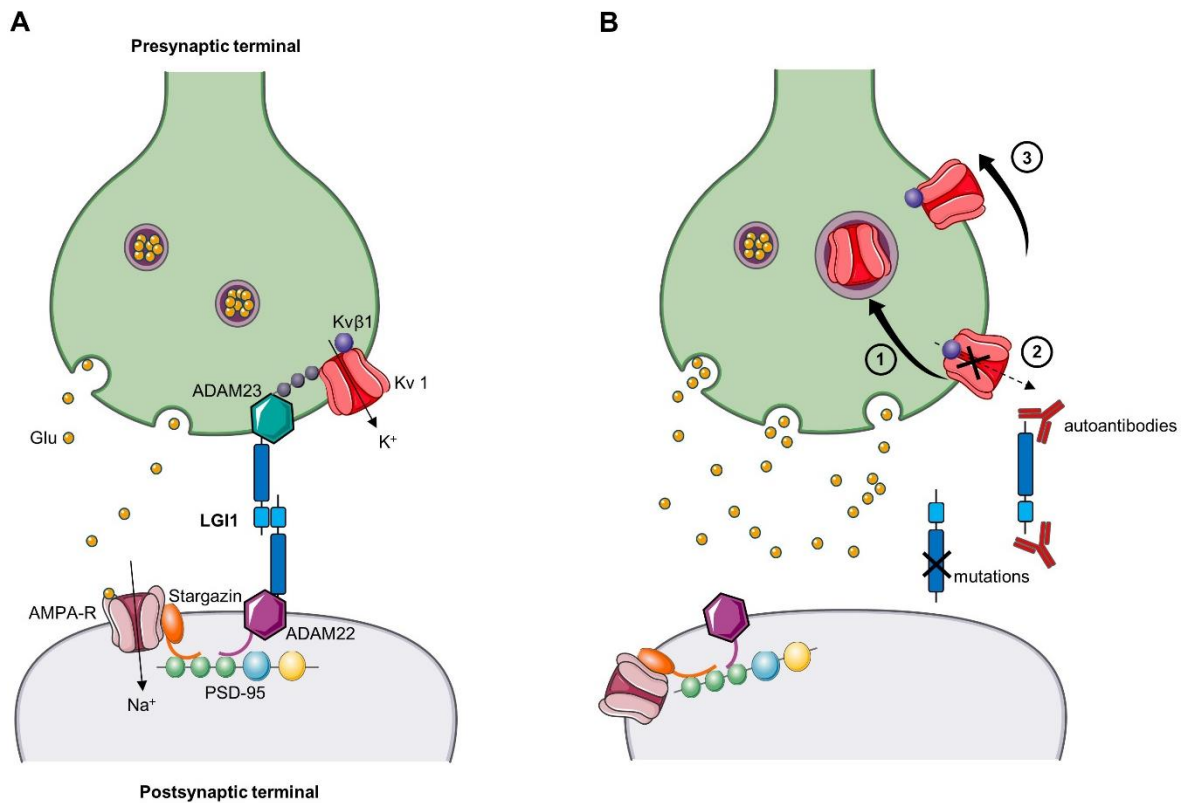 A
B
Presynaptic terminal
3
Kvβ1
1
2
ADAM23
Kv 1
autoantibodies
Glu
K⁺
LGI1
mutations
Stargazin
AMPA-R
ADAM22
PSD-95
Na⁺
Postsynaptic terminal